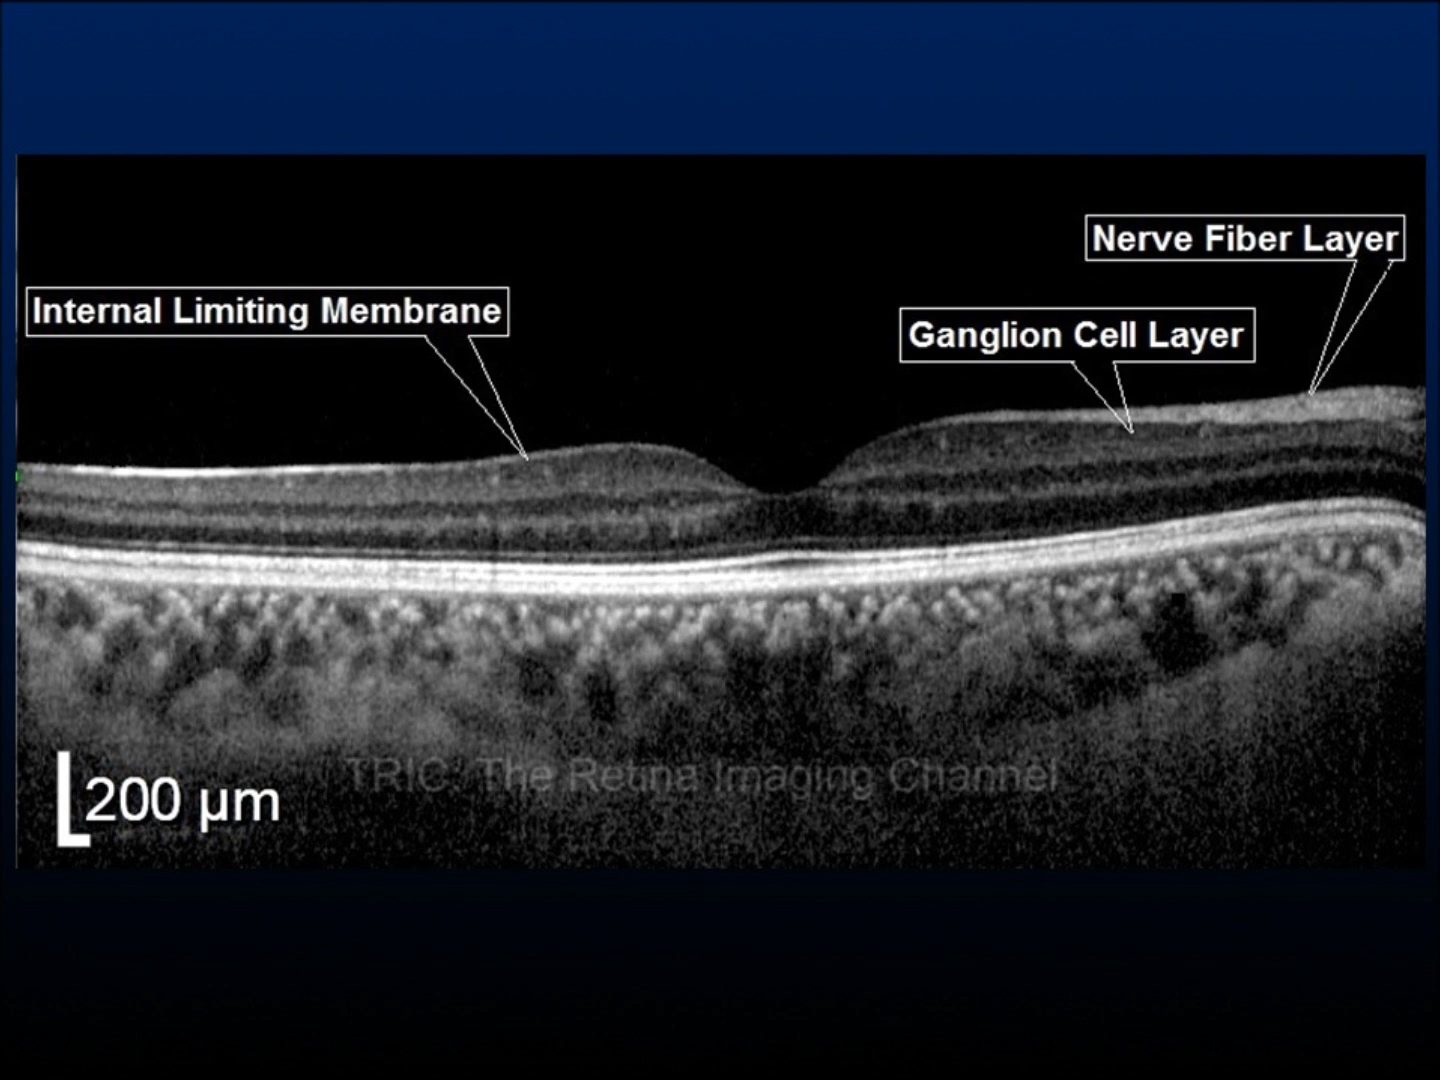 Nerve Fiber Layer
Internal Limiting Membrane
Ganglion Cell Layer
TRIC: The Retina Imaging Channel
200 µm